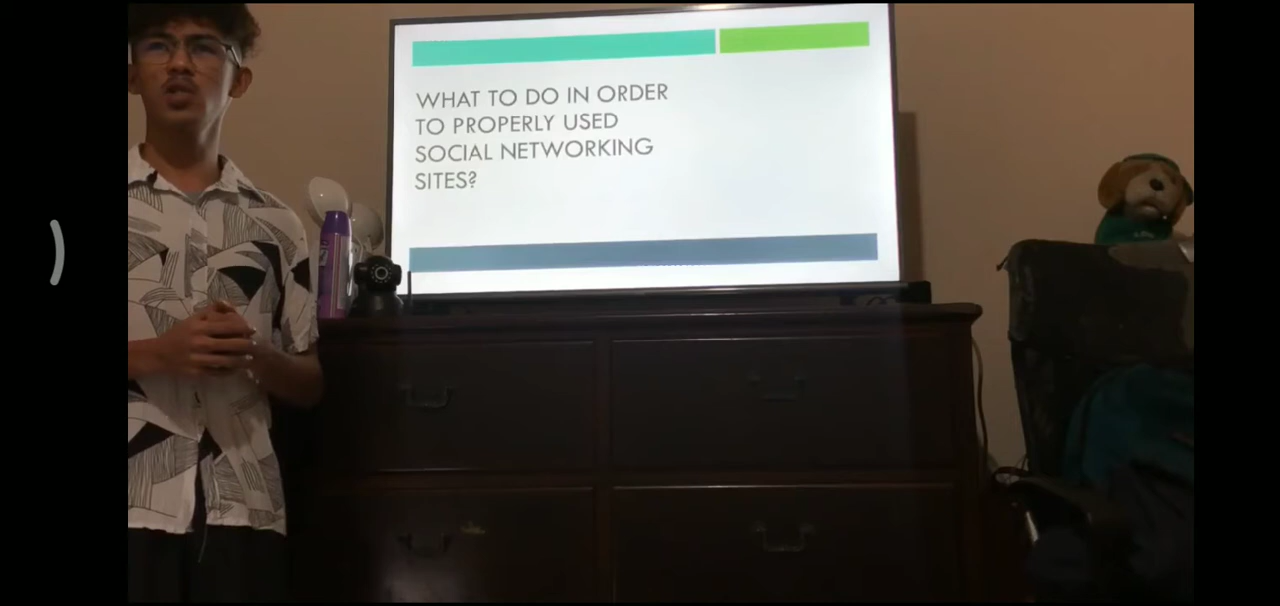 WHAT TO DO IN ORDER
TO PROPERLY USED
SOCIAL NETWORKING
SITES?